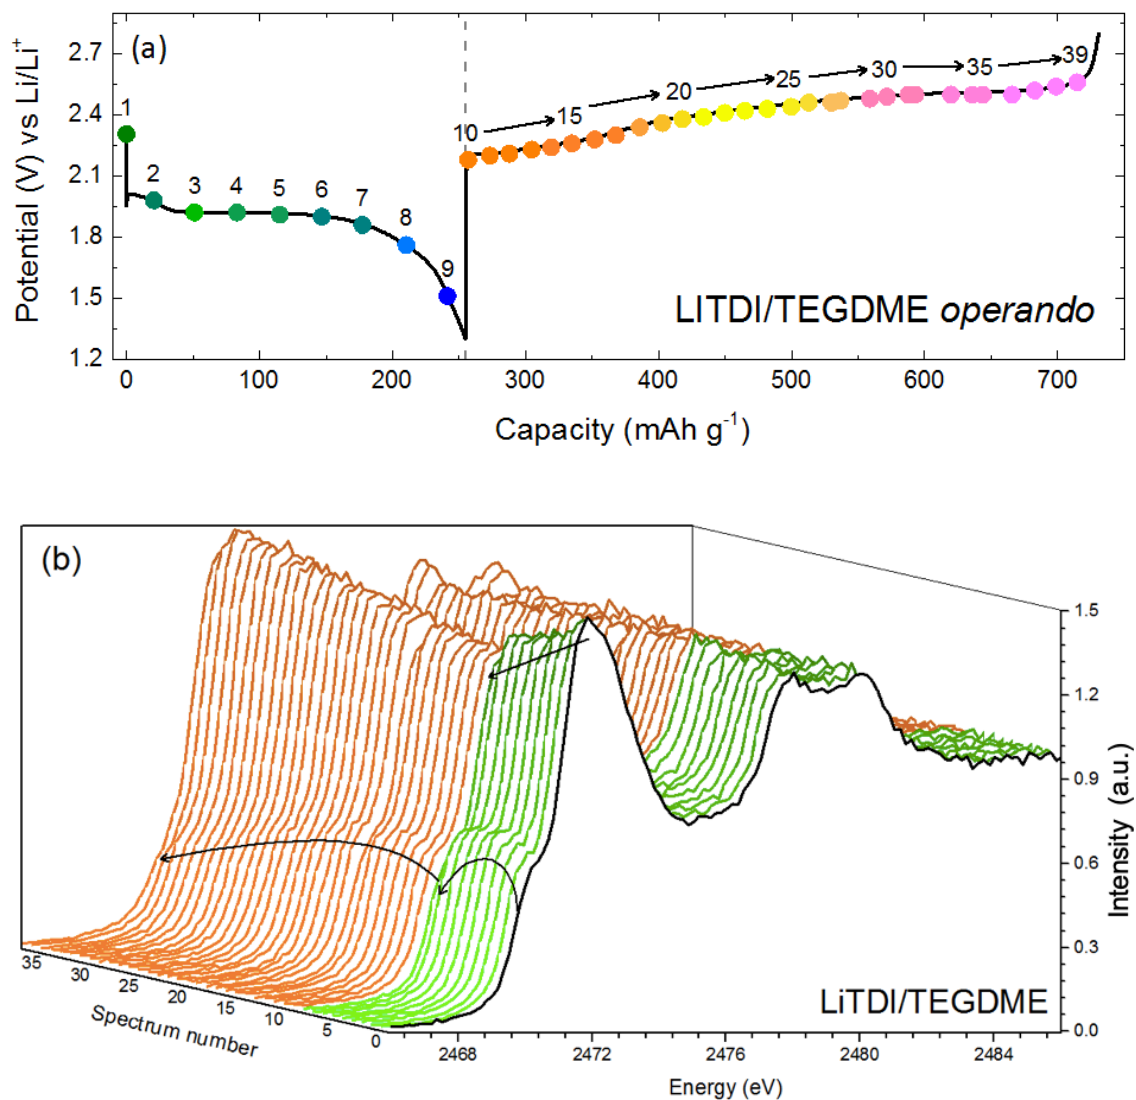 (a)
Potential (V) vs Li/Li+
2.7
2.4
2.1
1.8
1.5
1.2
1
2
3
4
5
6
7
8
9
10
15
20
25
30
35
39
LITDI/TEGDME operando
0 100 200 300 400 500 600 700
Capacity (mAh g-1)
(b)
1.5
1.2
0.9
0.6
0.3
0.0
Intensity (a.u.)
LiTDI/TEGDME
35 30 25 20 15 10 5 0
Spectrum number
2468 2472 2476 2480 2484
Energy (eV)